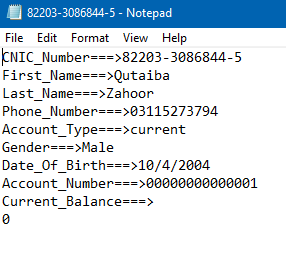 82203-3086844-5 - Notepad
File Edit Format View Help
CNIC_Number===>82203-3086844-5
First_Name===>Qutaiba
Last_Name===>Zahoor
Phone_Number===>03115273794
Account_Type===>current
Gender===>Male
Date_Of_Birth===>10/4/2004
Account_Number===>00000000000001
Current_Balance===>
0